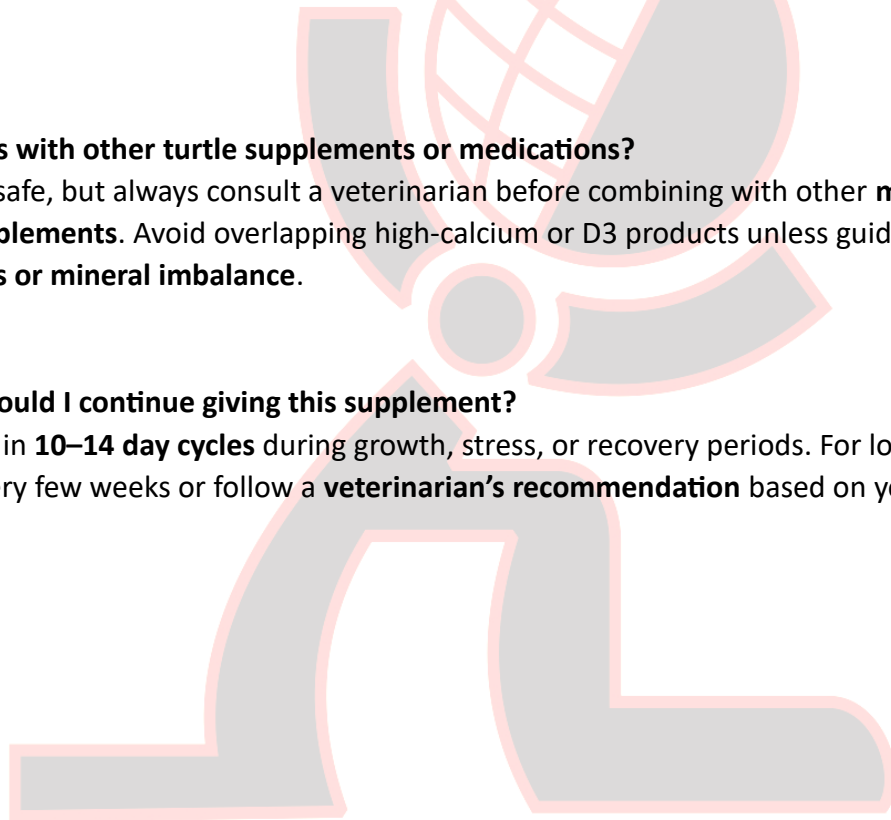 s with other turtle supplements or medications?
safe, but always consult a veterinarian before combining with other
plements. Avoid overlapping high-calcium or D3 products unless guid
s or mineral imbalance.
ould I continue giving this supplement?
in 10–14 day cycles during growth, stress, or recovery periods. For lo
ery few weeks or follow a veterinarian’s recommendation based on yo